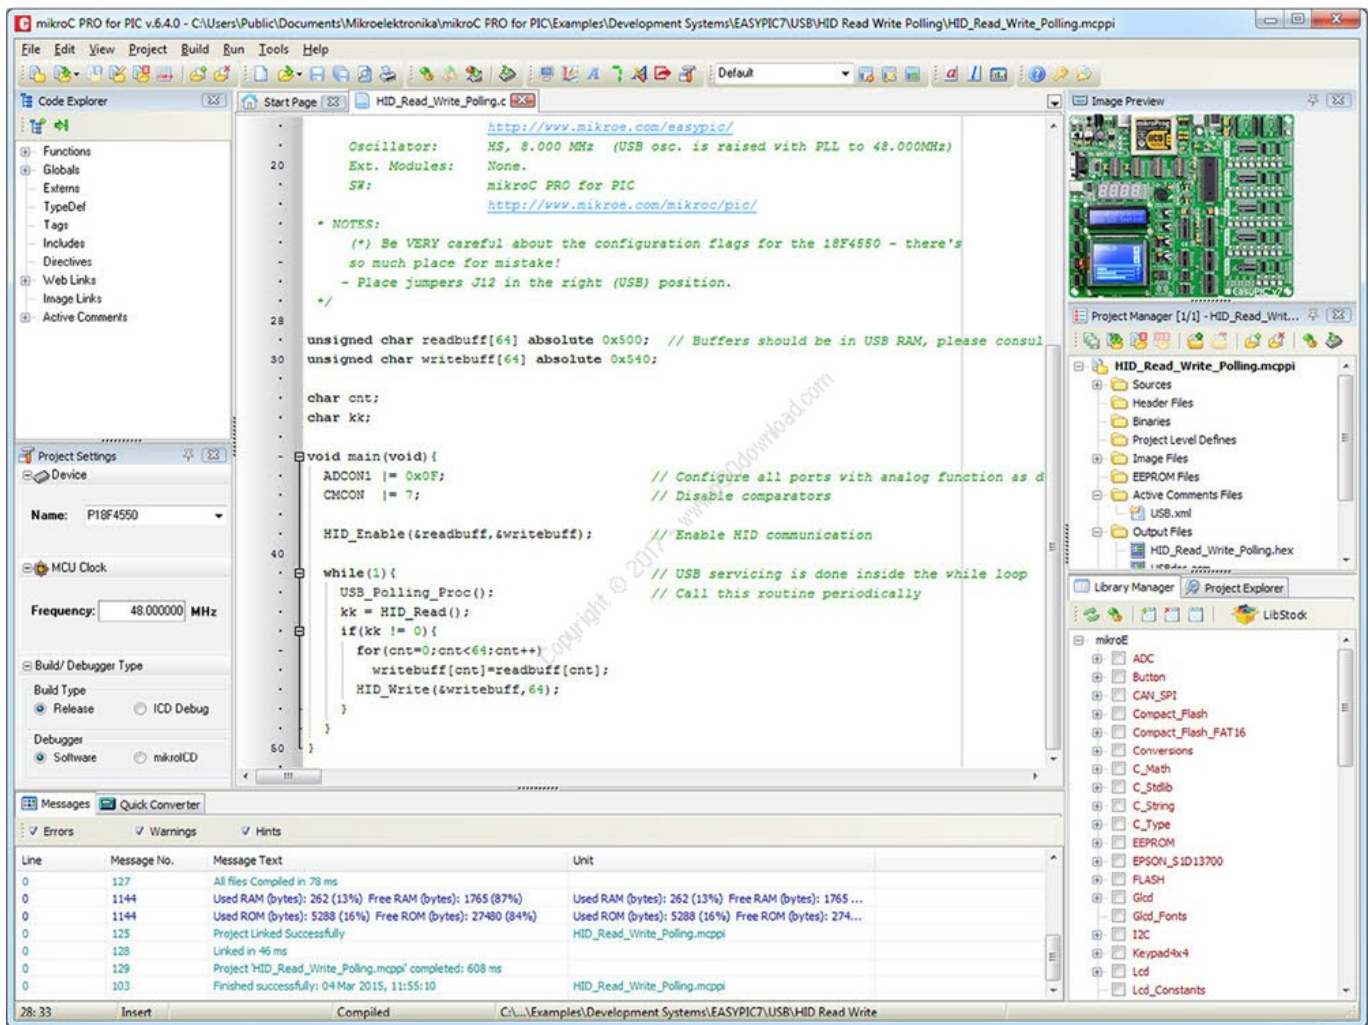 mikroC PRO for PIC v.6.4.0 - C:\Users\Public\Documents\Mikroelektronika\mikroC PRO for PIC\Examples\Development Systems\EASYPIC7\USB\HID Read Write Polling\HID_Read_Write_Polling.mcppi
File Edit View Project Build Run Tools Help
Default
Code Explorer
Functions
Globals
Externs
TypeDef
Tags
Includes
Directives
Web Links
Image Links
Active Comments
Project Settings
Device
Name: P18F4550
MCU Clock
Frequency: 48.000000 MHz
Build/ Debugger Type
Build Type
Release ICD Debug
Debugger
Software mikroICD
Start Page HID_Read_Write_Polling.c
http://www.mikroe.com/easypic/
Oscillator: HS, 8.000 MHz (USB osc. is raised with PLL to 48.000MHz)
20 Ext. Modules: None.
SW: mikroC PRO for PIC
http://www.mikroe.com/mikroc/pic/
* NOTES:
(*) Be VERY careful about the configuration flags for the 18F4550 - there's
so much place for mistake!
- Place jumpers J12 in the right (USB) position.
*/
28
unsigned char readbuff[64] absolute 0x500; // Buffers should be in USB RAM, please consul
30 unsigned char writebuff[64] absolute 0x540;
char cnt;
char kk;
void main(void){
ADCON1 |= 0x0F; // Configure all ports with analog function as d
CMCON |= 7; // Disable comparators
HID_Enable(&readbuff,&writebuff); // Enable HID communication
40
while(1){ // USB servicing is done inside the while loop
USB_Polling_Proc(); // Call this routine periodically
kk = HID_Read();
if(kk != 0){
for(cnt=0;cnt<64;cnt++)
writebuff[cnt]=readbuff[cnt];
HID_Write(&writebuff,64);
}
}
50 }
Image Preview
EasyPIC v7
Project Manager [1/1] - HID_Read_Writ...
HID_Read_Write_Polling.mcppi
Sources
Header Files
Binaries
Project Level Defines
Image Files
EEPROM Files
Active Comments Files
USB.xml
Output Files
HID_Read_Write_Polling.hex
Library Manager Project Explorer
LibStock
mikroE
ADC
Button
CAN_SPI
Compact_Flash
Compact_Flash_FAT16
Conversions
C_Math
C_Stdlib
C_String
C_Type
EEPROM
EPSON_S1D13700
FLASH
Glcd
Glcd_Fonts
I2C
Keypad4x4
Lcd
Lcd_Constants
Messages Quick Converter
Errors Warnings Hints
Line Message No. Message Text Unit
0 127 All files Compiled in 78 ms
0 1144 Used RAM (bytes): 262 (13%) Free RAM (bytes): 1765 (87%) Used RAM (bytes): 262 (13%) Free RAM (bytes): 1765 ...
0 1144 Used ROM (bytes): 5288 (16%) Free ROM (bytes): 27480 (84%) Used ROM (bytes): 5288 (16%) Free ROM (bytes): 274...
0 125 Project Linked Successfully HID_Read_Write_Polling.mcppi
0 128 Linked in 46 ms
0 129 Project 'HID_Read_Write_Polling.mcppi' completed: 608 ms
0 103 Finished successfully: 04 Mar 2015, 11:55:10 HID_Read_Write_Polling.mcppi
28: 33 Insert Compiled C:\...\Examples\Development Systems\EASYPIC7\USB\HID Read Write
Copyright © 2017